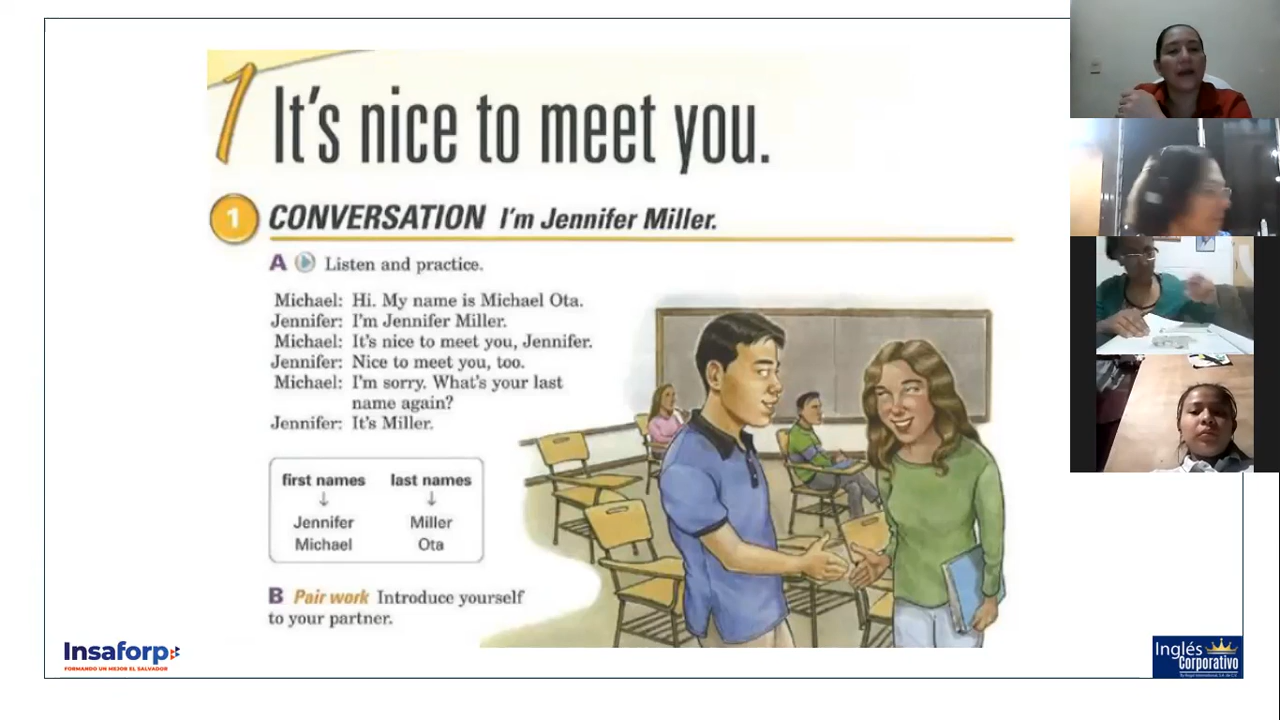 1 It's nice to meet you.
1 CONVERSATION I'm Jennifer Miller.
A Listen and practice.
Michael: Hi. My name is Michael Ota.
Jennifer: I'm Jennifer Miller.
Michael: It's nice to meet you, Jennifer.
Jennifer: Nice to meet you, too.
Michael: I'm sorry. What's your last
name again?
Jennifer: It's Miller.
first names last names
↓ ↓
Jennifer Miller
Michael Ota
B Pair work Introduce yourself
to your partner.
Insaforp
FORMANDO UN MEJOR EL SALVADOR
Inglés
Corporativo